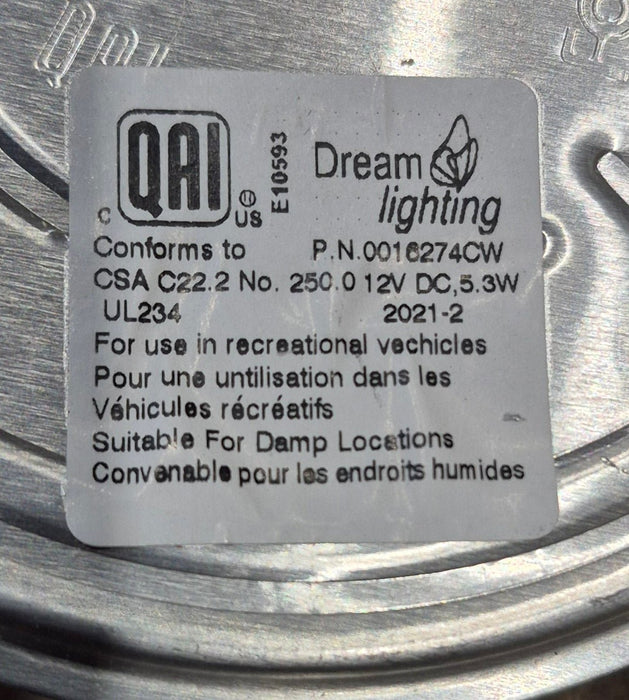 QAI
C
US
E10593
Dream
lighting
Conforms to P.N.0016274CW
CSA C22.2 No. 250.0 12V DC,5.3W
UL234 2021-2
For use in recreational vechicles
Pour une untilisation dans les
Véhicules récréatifs
Suitable For Damp Locations
Convenable pour les endroits humides